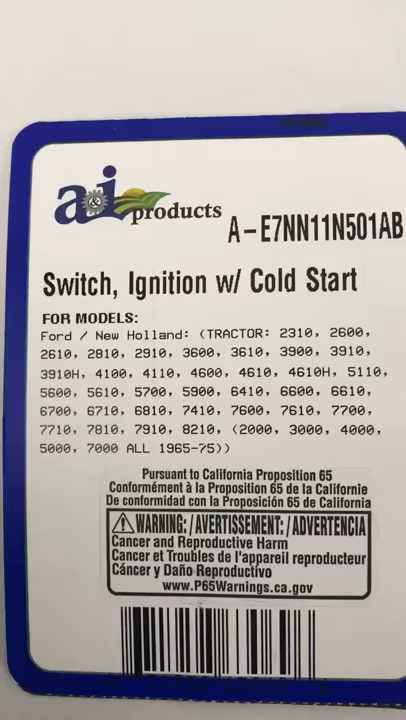 a&i products
A-E7NN11N501AB
Switch, Ignition w/ Cold Start
FOR MODELS:
Ford / New Holland: (TRACTOR: 2310, 2600,
2610, 2810, 2910, 3600, 3610, 3900, 3910,
3910H, 4100, 4110, 4600, 4610, 4610H, 5110,
5600, 5610, 5700, 5900, 6410, 6600, 6610,
6700, 6710, 6810, 7410, 7600, 7610, 7700,
7710, 7810, 7910, 8210, (2000, 3000, 4000,
5000, 7000 ALL 1965-75))
Pursuant to California Proposition 65
Conformément à la Proposition 65 de la Californie
De conformidad con la Proposición 65 de California
WARNING: / AVERTISSEMENT: / ADVERTENCIA
Cancer and Reproductive Harm
Cancer et Troubles de l'appareil reproducteur
Cáncer y Daño Reproductivo
www.P65Warnings.ca.gov